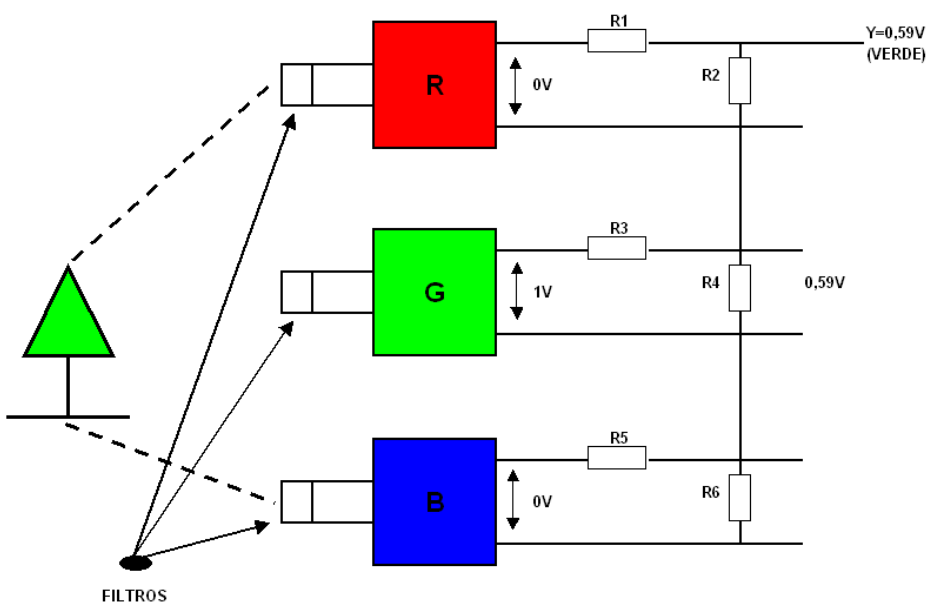 R1
Y=0,59V
(VERDE)
R
0V
R2
R3
G
1V
R4
0,59V
R5
B
0V
R6
FILTROS